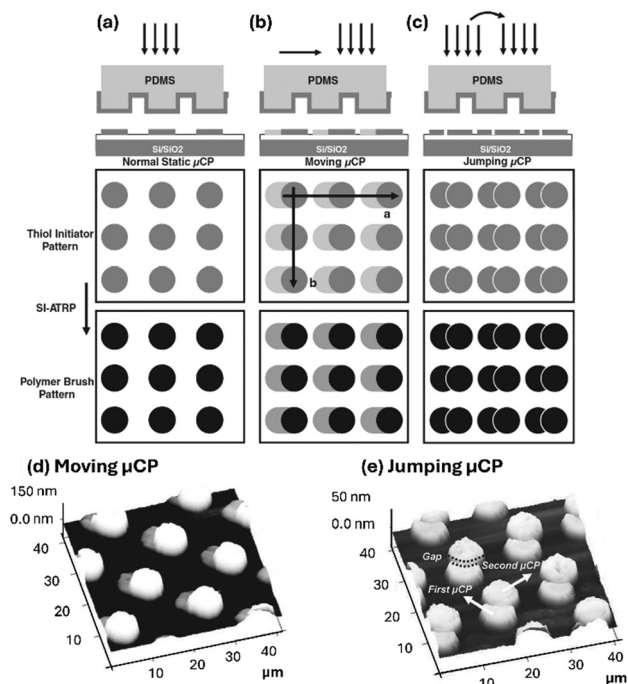 (a) (b) (c)
PDMS PDMS PDMS
Si/SiO2 Si/SiO2 Si/SiO2
Normal Static µCP Moving µCP Jumping µCP
Thiol Initiator
Pattern
a
b
SI-ATRP
Polymer Brush
Pattern
(d) Moving µCP
150 nm
0.0 nm
40
30
20
10
10 20 30 40
µm
(e) Jumping µCP
50 nm
0.0 nm
40
30
20
10
Gap
Second µCP
First µCP
10 20 30 40
µm